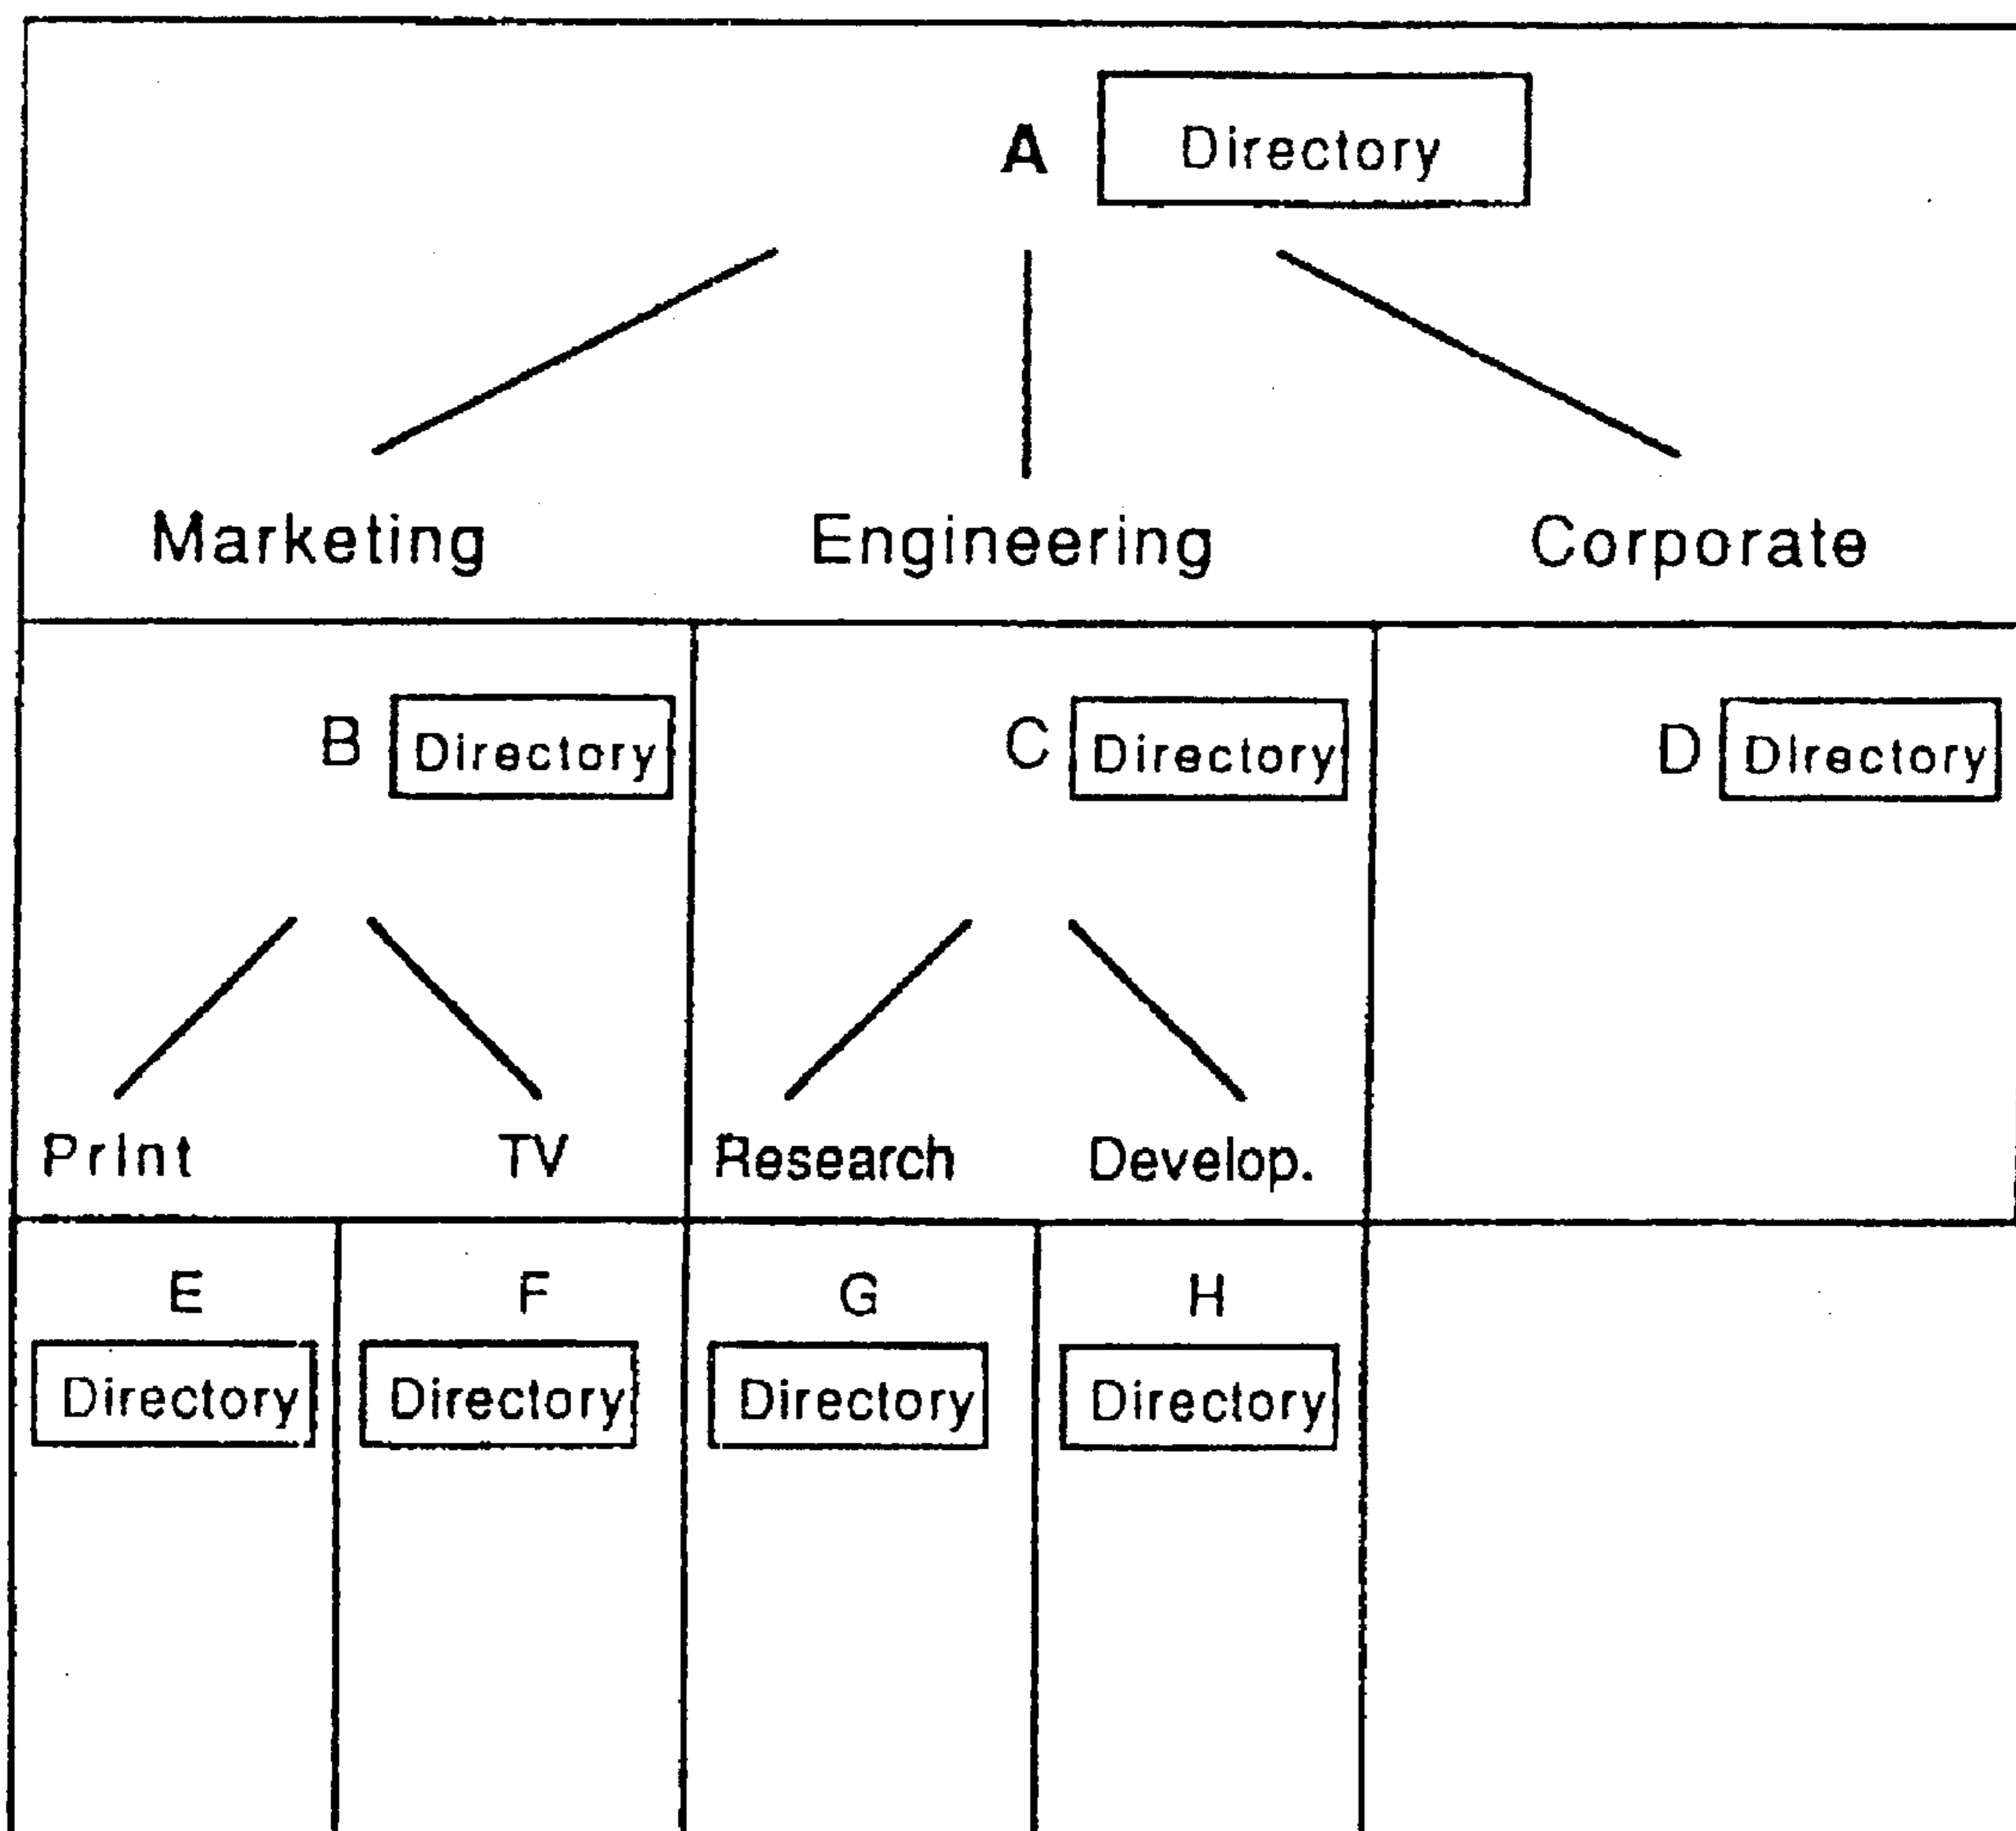 A Directory
Marketing Engineering Corporate
B Directory C Directory D Directory
Print TV Research Develop.
E F G H
Directory Directory Directory Directory